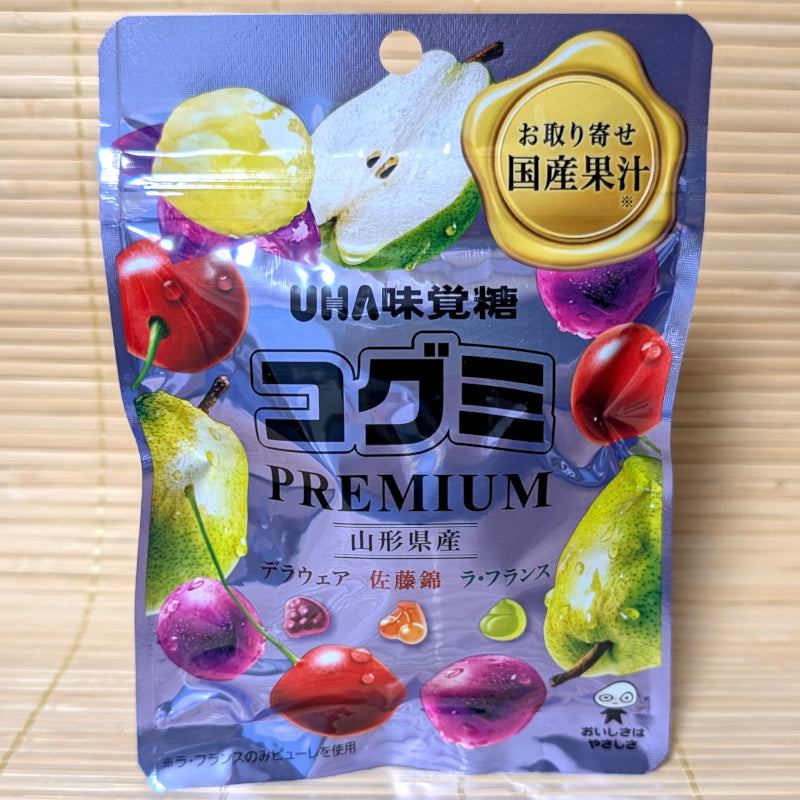 お取り寄せ
国産果汁
※
UHA味覚糖
コグミ
PREMIUM
山形県産
デラウェア 佐藤錦 ラ・フランス
おいしさは
やさしさ
※ラ・フランスのみピューレを使用